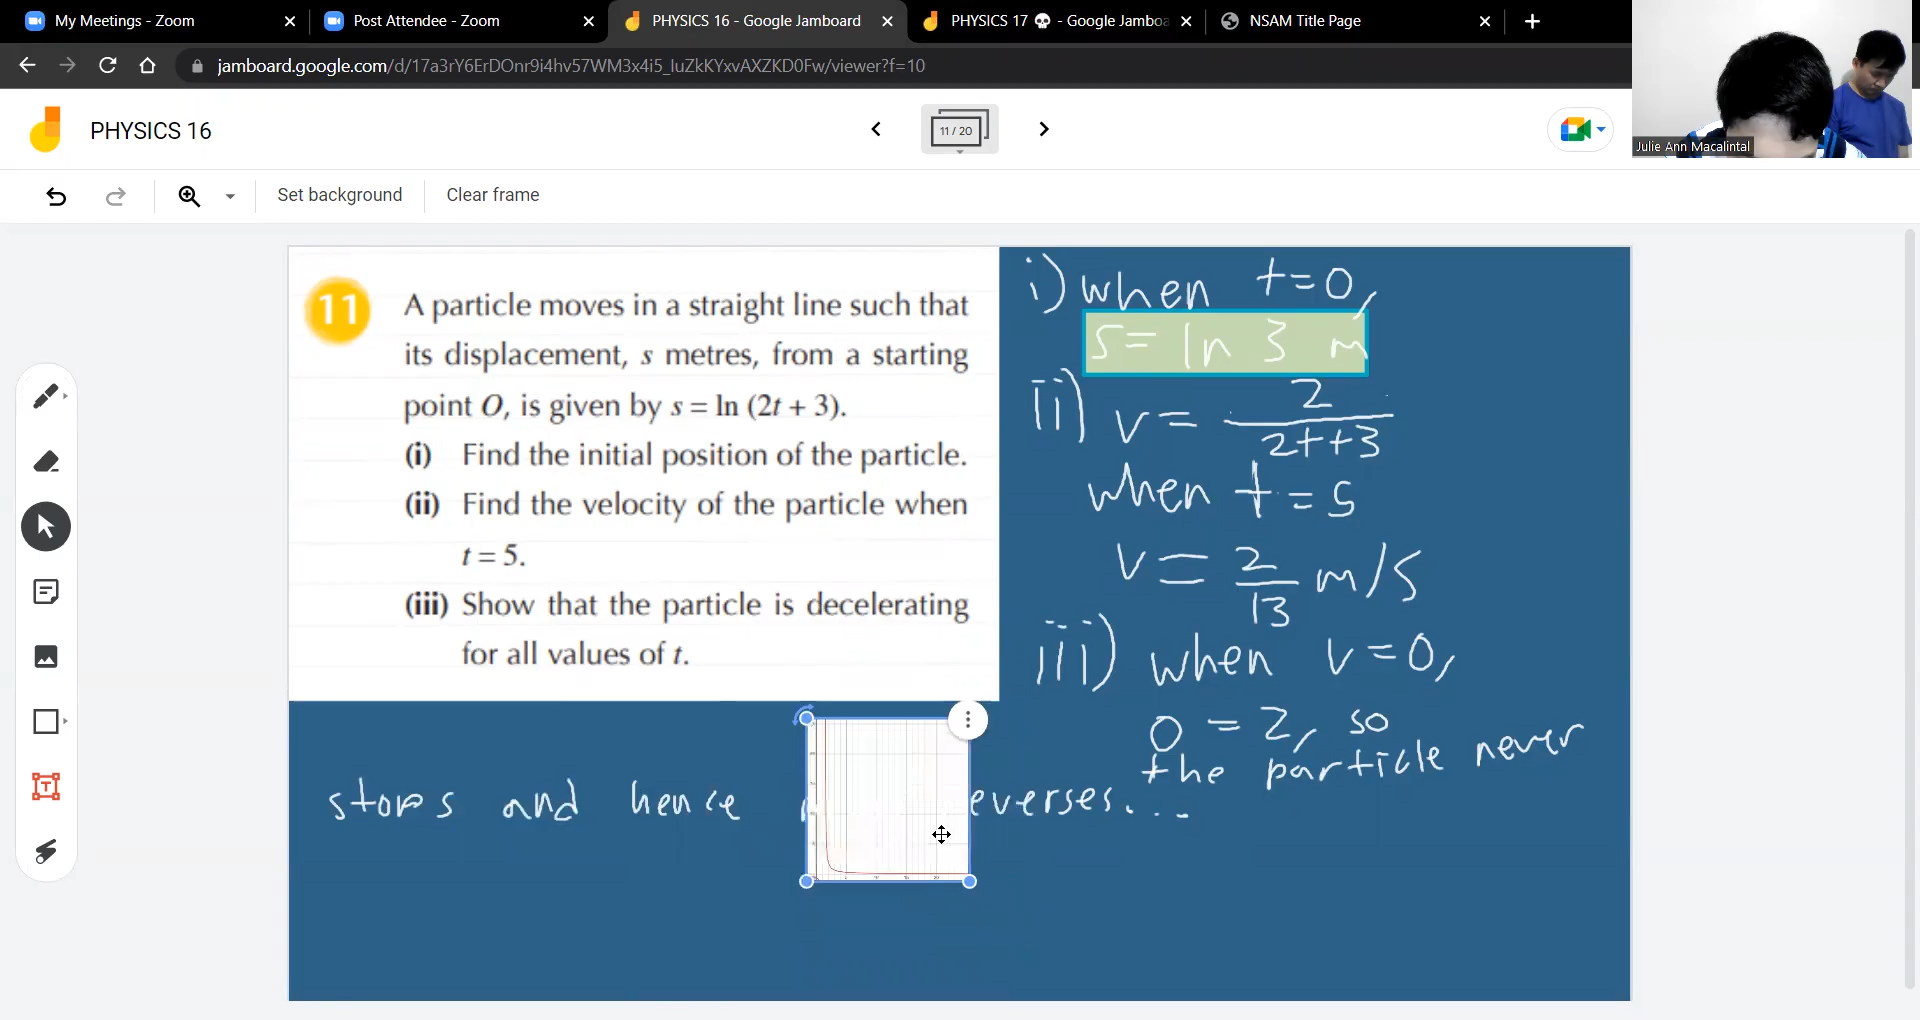 My Meetings - Zoom
Post Attendee - Zoom
PHYSICS 16 - Google Jamboard
PHYSICS 17 💀 - Google Jamboa
NSAM Title Page
jamboard.google.com/d/17a3rY6ErDOnr9i4hv57WM3x4i5_IuZkKYxvAXZKD0Fw/viewer?f=10
Julie Ann Macalintal
PHYSICS 16
11 / 20
Set background
Clear frame
11 A particle moves in a straight line such that
its displacement, s metres, from a starting
point O, is given by s = ln (2t + 3).
(i) Find the initial position of the particle.
(ii) Find the velocity of the particle when
t = 5.
(iii) Show that the particle is decelerating
for all values of t.
i) when t=0,
s= ln 3 m
ii) v= 2
2t+3
when t=5
v= 2 m/s
13
iii) when v=0,
0 = 2, so
the particle never
stops and hence everses...